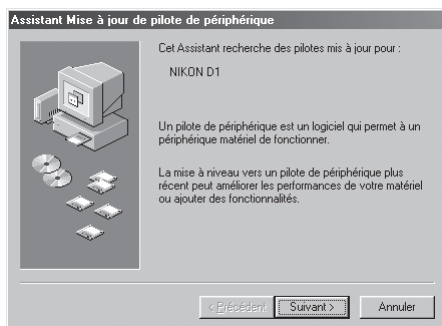 Assistant Mise à jour de pilote de périphérique
Cet Assistant recherche des pilotes mis à jour pour :
NIKON D1
Un pilote de périphérique est un logiciel qui permet à un
périphérique matériel de fonctionner.
La mise à niveau vers un pilote de périphérique plus
récent peut améliorer les performances de votre matériel
ou ajouter des fonctionnalités.
< Précédent
Suivant >
Annuler